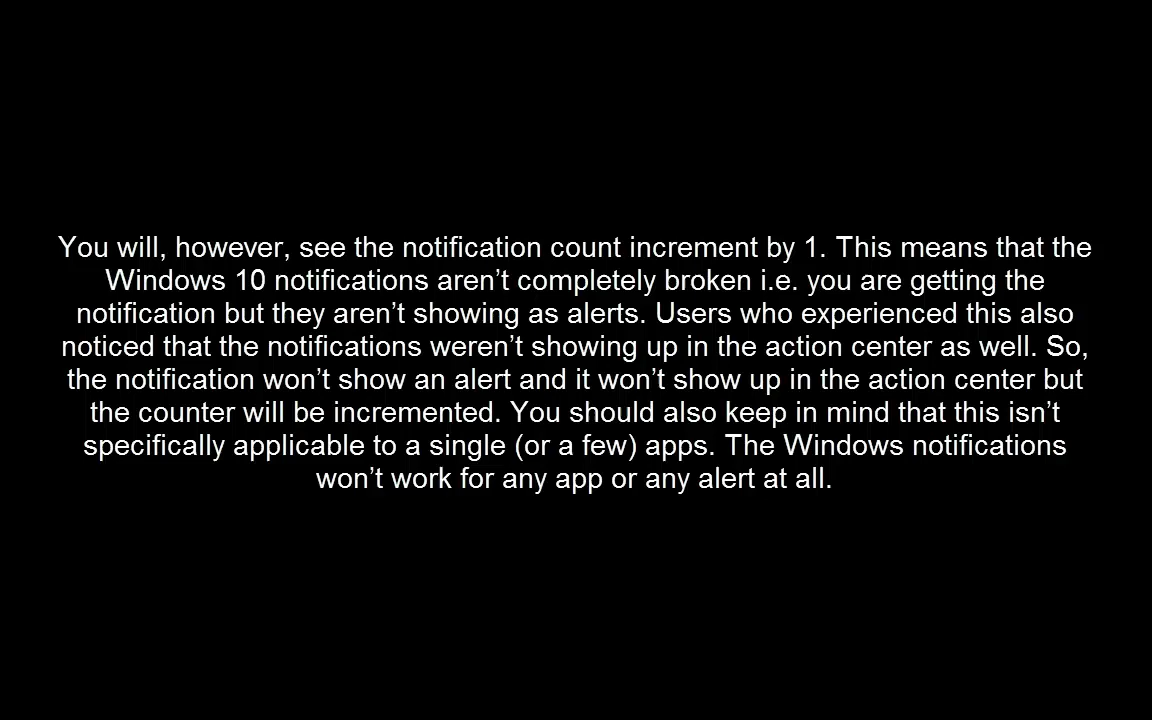 You will, however, see the notification count increment by 1. This means that the
Windows 10 notifications aren’t completely broken i.e. you are getting the
notification but they aren’t showing as alerts. Users who experienced this also
noticed that the notifications weren’t showing up in the action center as well. So,
the notification won’t show an alert and it won’t show up in the action center but
the counter will be incremented. You should also keep in mind that this isn’t
specifically applicable to a single (or a few) apps. The Windows notifications
won’t work for any app or any alert at all.